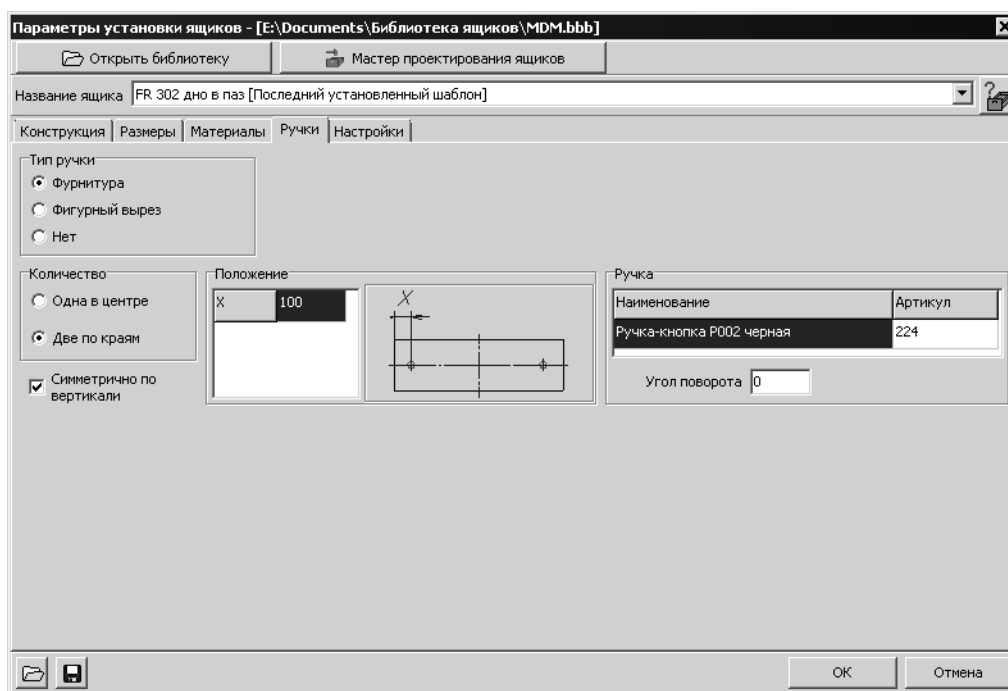 Параметры установки ящиков - [E:\Documents\Библиотека ящиков\MDM.bbb]
Открыть библиотеку
Мастер проектирования ящиков
Название ящика FR 302 дно в паз [Последний установленный шаблон]
Конструкция Размеры Материалы Ручки Настройки
Тип ручки
Фурнитура
Фигурный вырез
Нет
Количество
Одна в центре
Две по краям
Симметрично по
вертикали
Положение
X 100
X
Ручка
Наименование Артикул
Ручка-кнопка P002 черная 224
Угол поворота 0
OK
Отмена